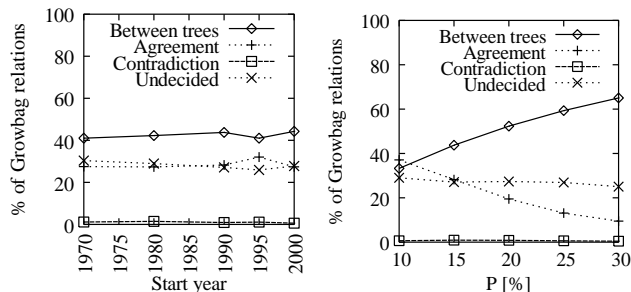 % of Growbag relations
100
80
60
40
20
0
Between trees
Agreement
Contradiction
Undecided
1970
1975
1980
1985
1990
1995
2000
Start year
% of Growbag relations
100
80
60
40
20
0
Between trees
Agreement
Contradiction
Undecided
10 15 20 25 30
P [%]